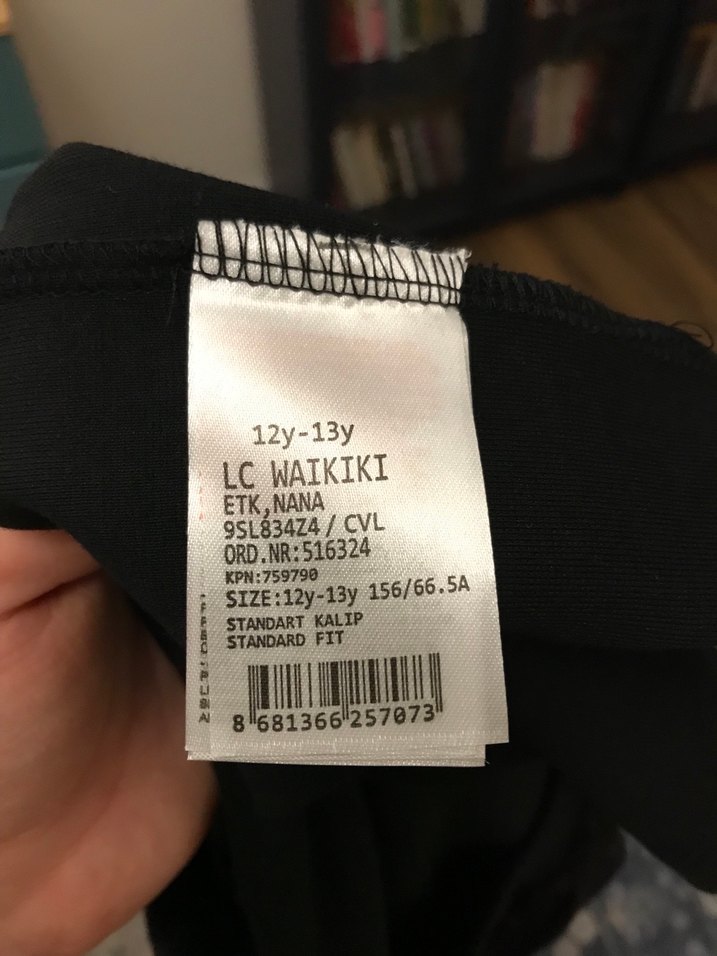 12y-13y
LC WAIKIKI
ETK,NANA
9SL834Z4 / CVL
ORD.NR:516324
KPN:759790
SIZE:12y-13y 156/66.5A
STANDART KALIP
STANDARD FIT
8 681366 257073